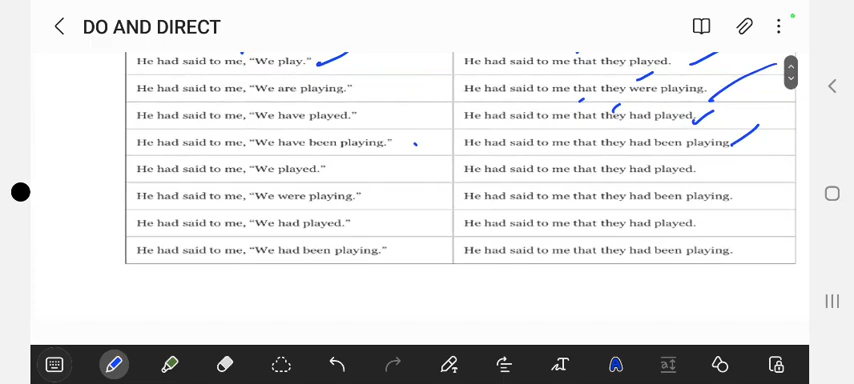 DO AND DIRECT
He had said to me, “We play.” He had said to me that they played.
He had said to me, “We are playing.” He had said to me that they were playing.
He had said to me, “We have played.” He had said to me that they had played.
He had said to me, “We have been playing.” He had said to me that they had been playing.
He had said to me, “We played.” He had said to me that they had played.
He had said to me, “We were playing.” He had said to me that they had been playing.
He had said to me, “We had played.” He had said to me that they had played.
He had said to me, “We had been playing.” He had said to me that they had been playing.